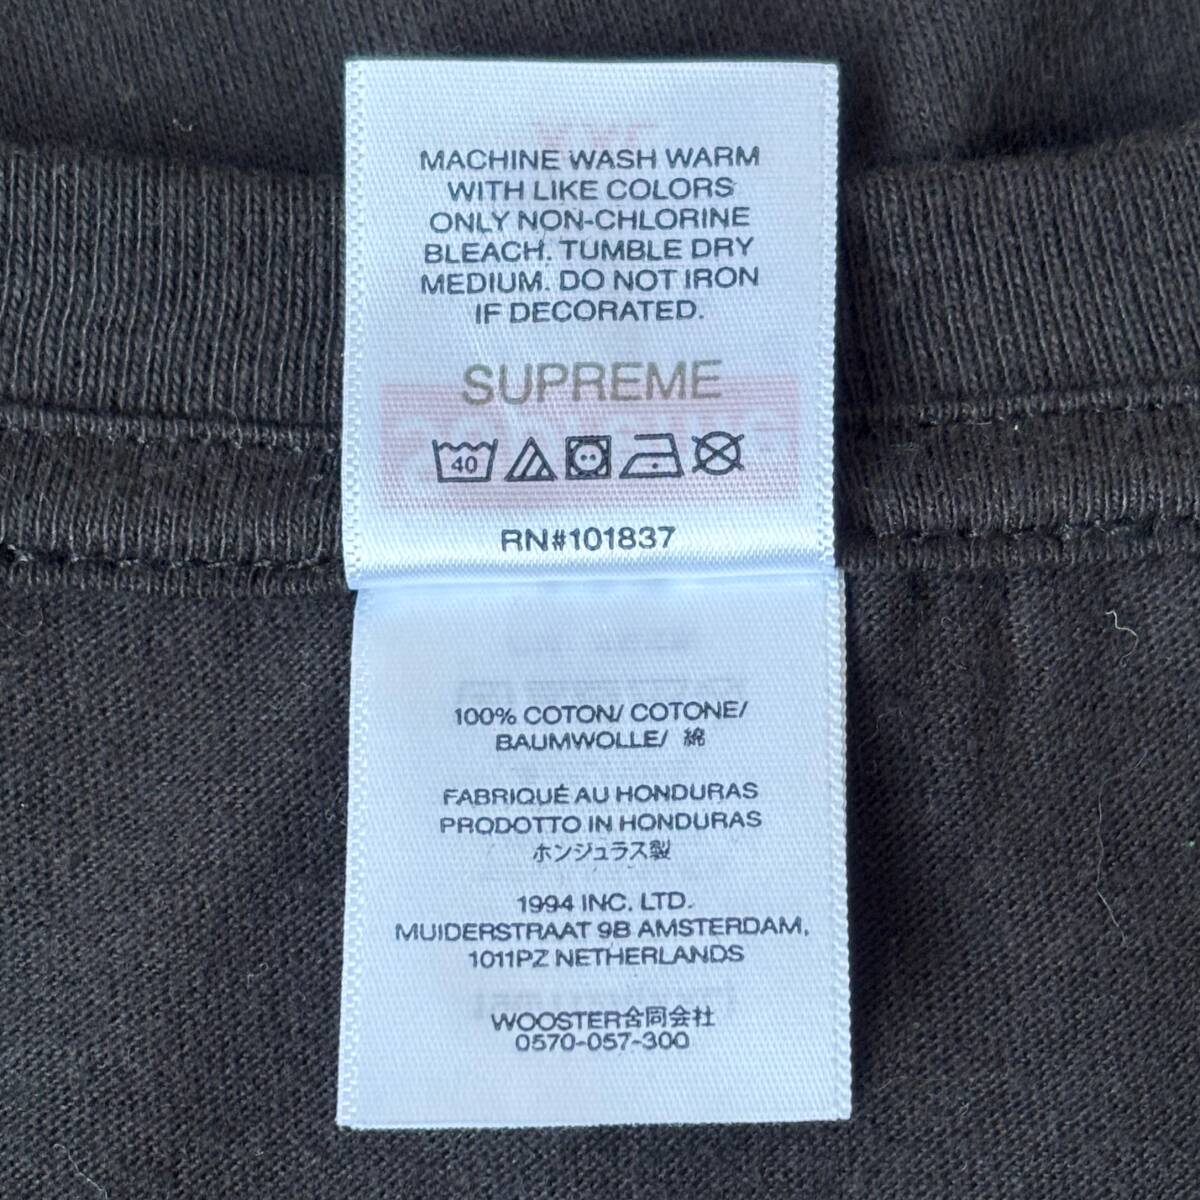 MACHINE WASH WARM
WITH LIKE COLORS
ONLY NON-CHLORINE
BLEACH. TUMBLE DRY
MEDIUM. DO NOT IRON
IF DECORATED.
SUPREME
40
RN#101837
100% COTON/ COTONE/
BAUMWOLLE/ 綿
FABRIQUÉ AU HONDURAS
PRODOTTO IN HONDURAS
ホンジュラス製
1994 INC. LTD.
MUIDERSTRAAT 9B AMSTERDAM,
1011PZ NETHERLANDS
WOOSTER合同会社
0570-057-300